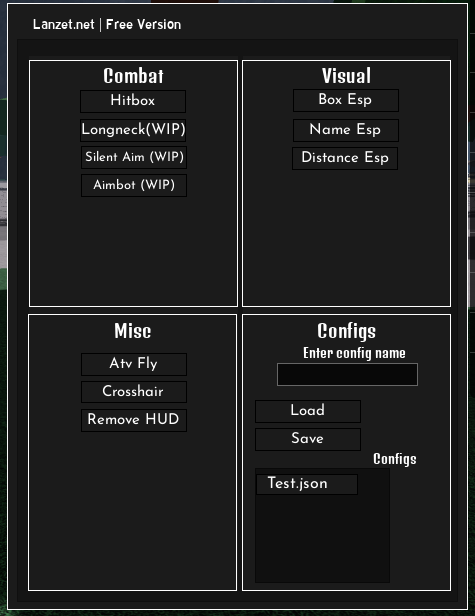 Lanzet.net | Free Version
Combat
Hitbox
Longneck(WIP)
Silent Aim (WIP)
Aimbot (WIP)
Visual
Box Esp
Name Esp
Distance Esp
Misc
Atv Fly
Crosshair
Remove HUD
Configs
Enter config name
Load
Save
Configs
Test.json